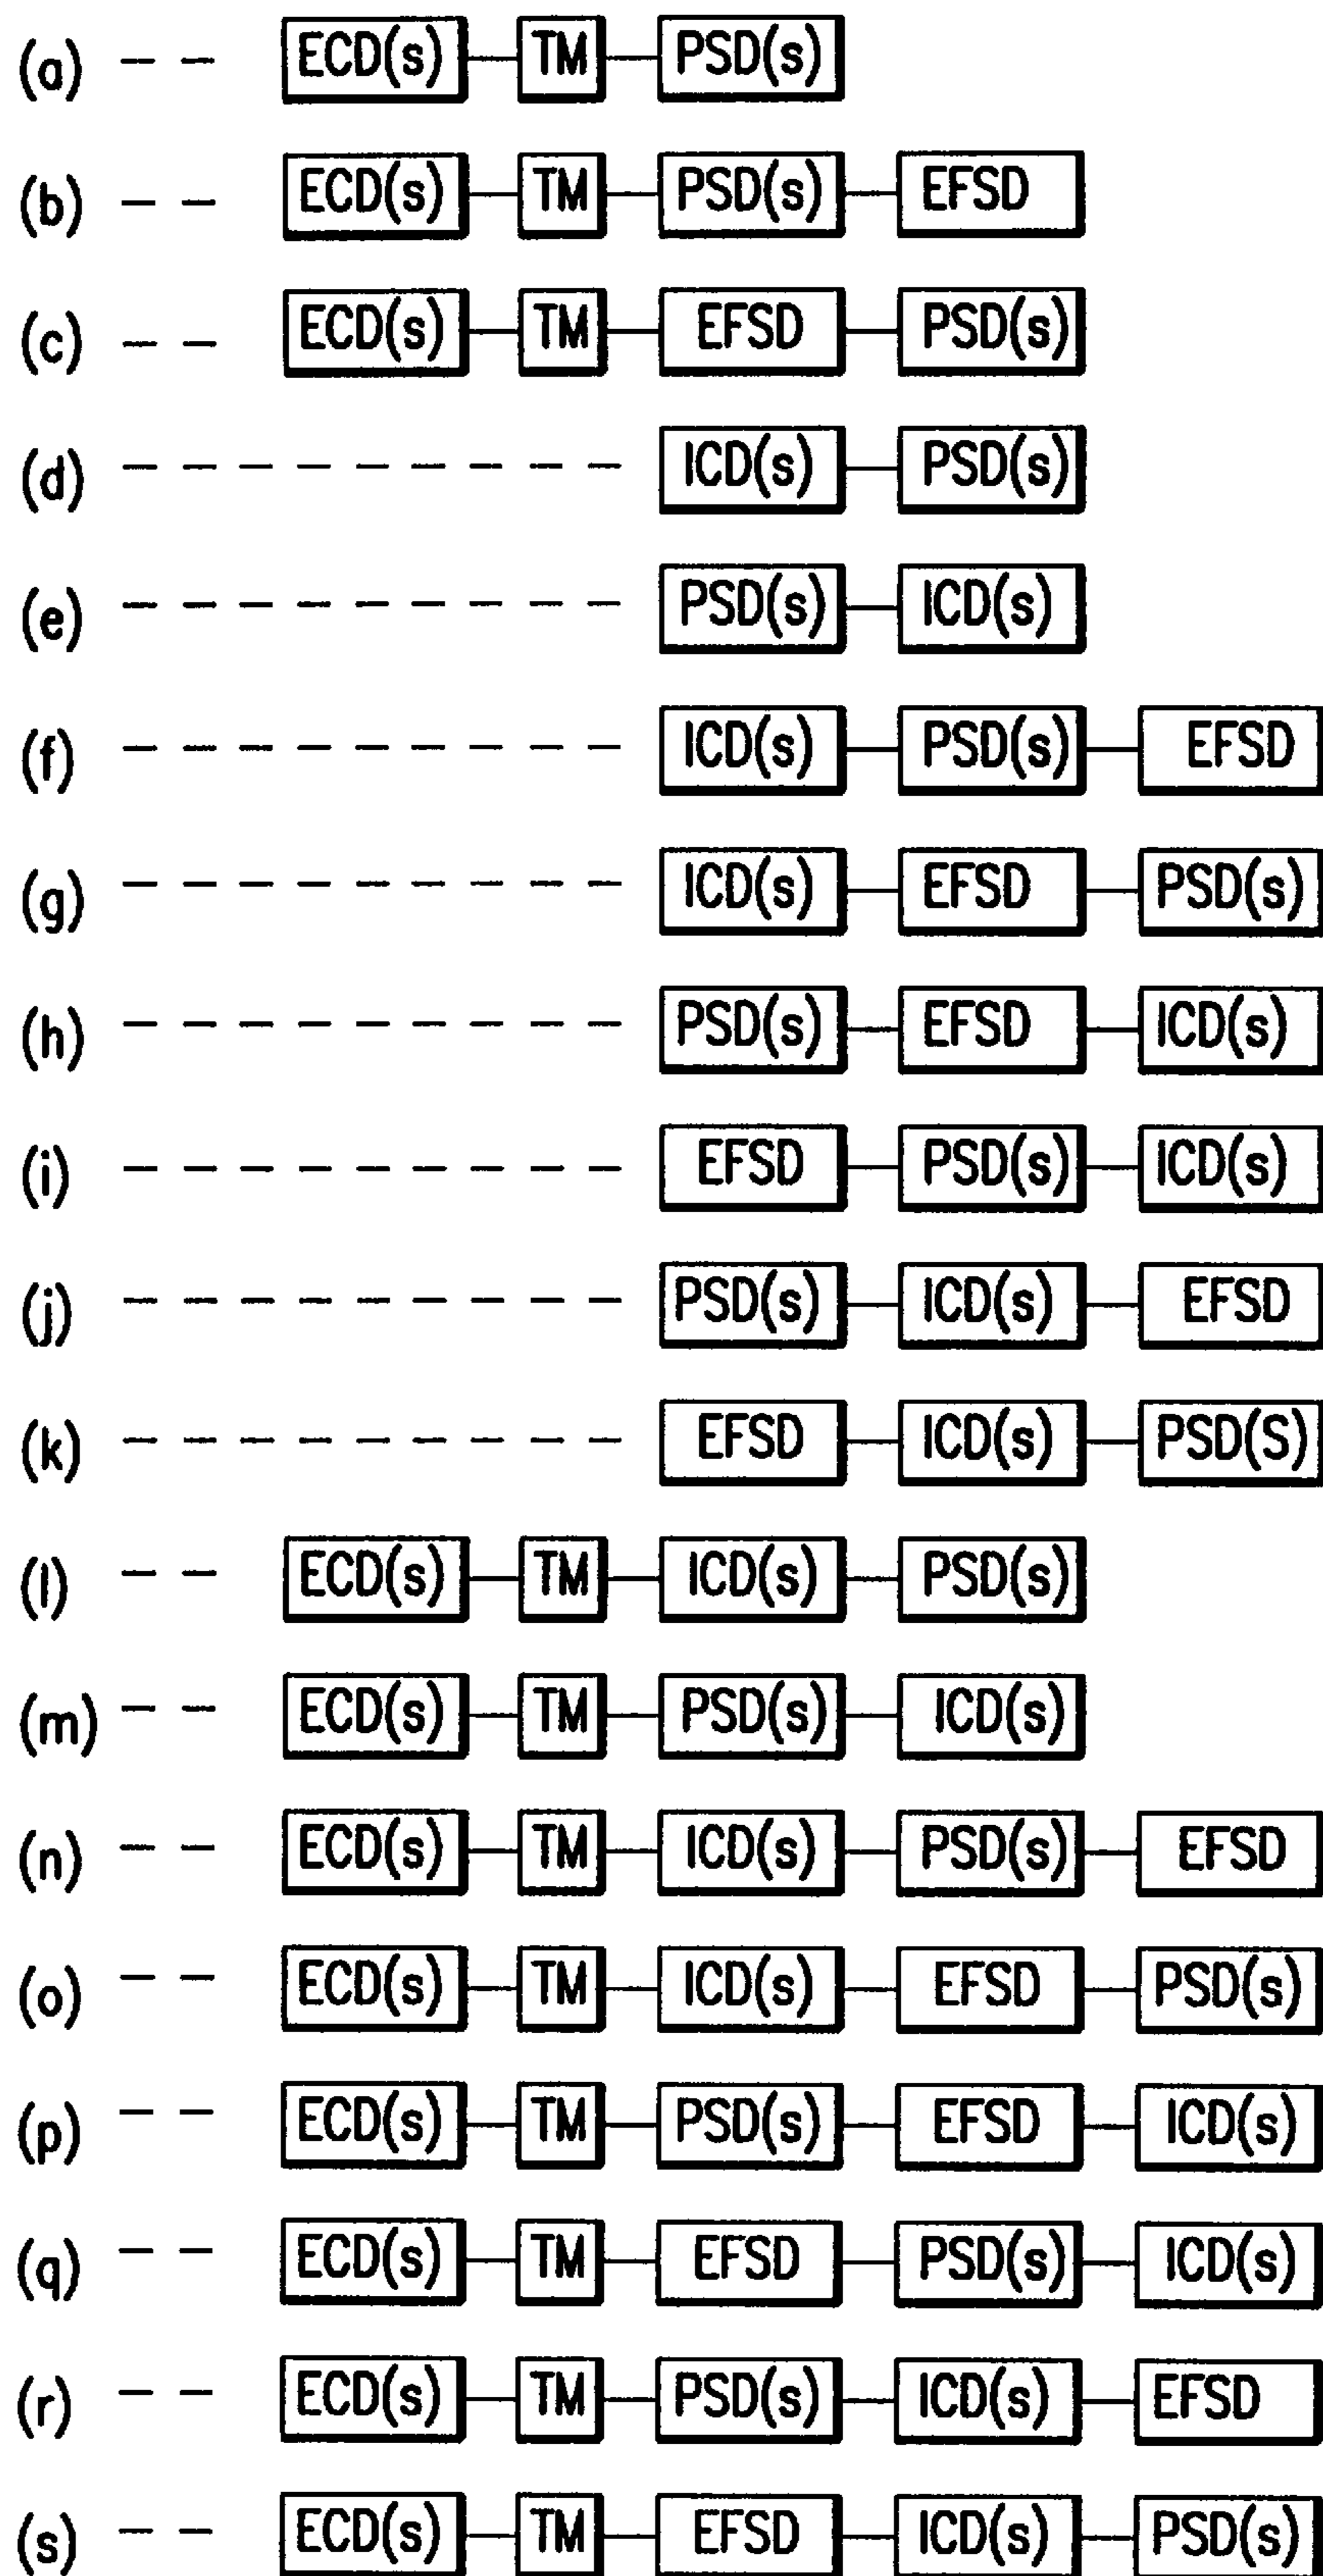 (a) ECD(s) TM PSD(s)
(b) ECD(s) TM PSD(s) EFSD
(c) ECD(s) TM EFSD PSD(s)
(d) ICD(s) PSD(s)
(e) PSD(s) ICD(s)
(f) ICD(s) PSD(s) EFSD
(g) ICD(s) EFSD PSD(s)
(h) PSD(s) EFSD ICD(s)
(i) EFSD PSD(s) ICD(s)
(j) PSD(s) ICD(s) EFSD
(k) EFSD ICD(s) PSD(S)
(l) ECD(s) TM ICD(s) PSD(s)
(m) ECD(s) TM PSD(s) ICD(s)
(n) ECD(s) TM ICD(s) PSD(s) EFSD
(o) ECD(s) TM ICD(s) EFSD PSD(s)
(p) ECD(s) TM PSD(s) EFSD ICD(s)
(q) ECD(s) TM EFSD PSD(s) ICD(s)
(r) ECD(s) TM PSD(s) ICD(s) EFSD
(s) ECD(s) TM EFSD ICD(s) PSD(s)